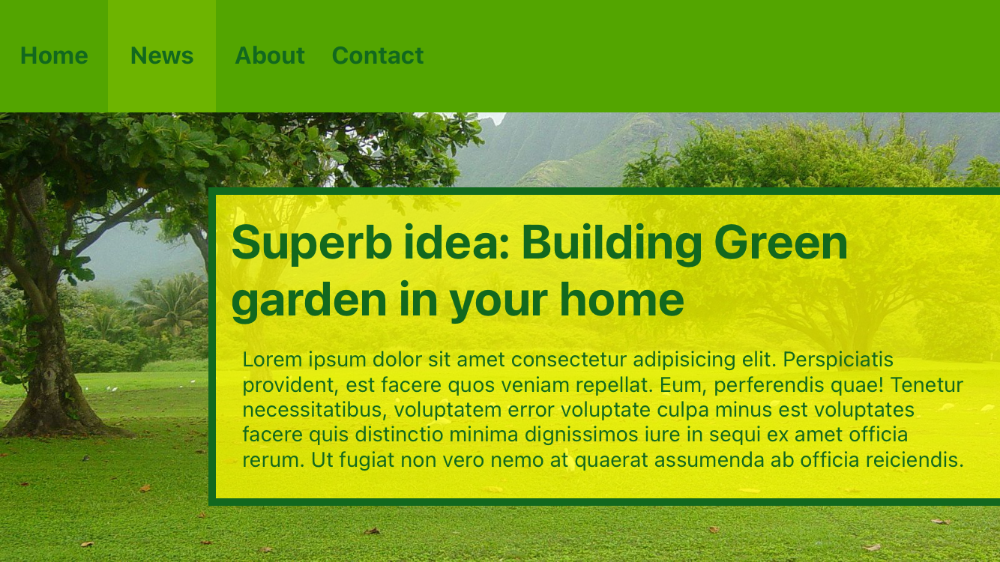 Home News About Contact
Superb idea: Building Green
garden in your home
Lorem ipsum dolor sit amet consectetur adipisicing elit. Perspiciatis
provident, est facere quos veniam repellat. Eum, perferendis quae! Tenetur
necessitatibus, voluptatem error voluptate culpa minus est voluptates
facere quis distinctio minima dignissimos iure in sequi ex amet officia
rerum. Ut fugiat non vero nemo at quaerat assumenda ab officia reiciendis.